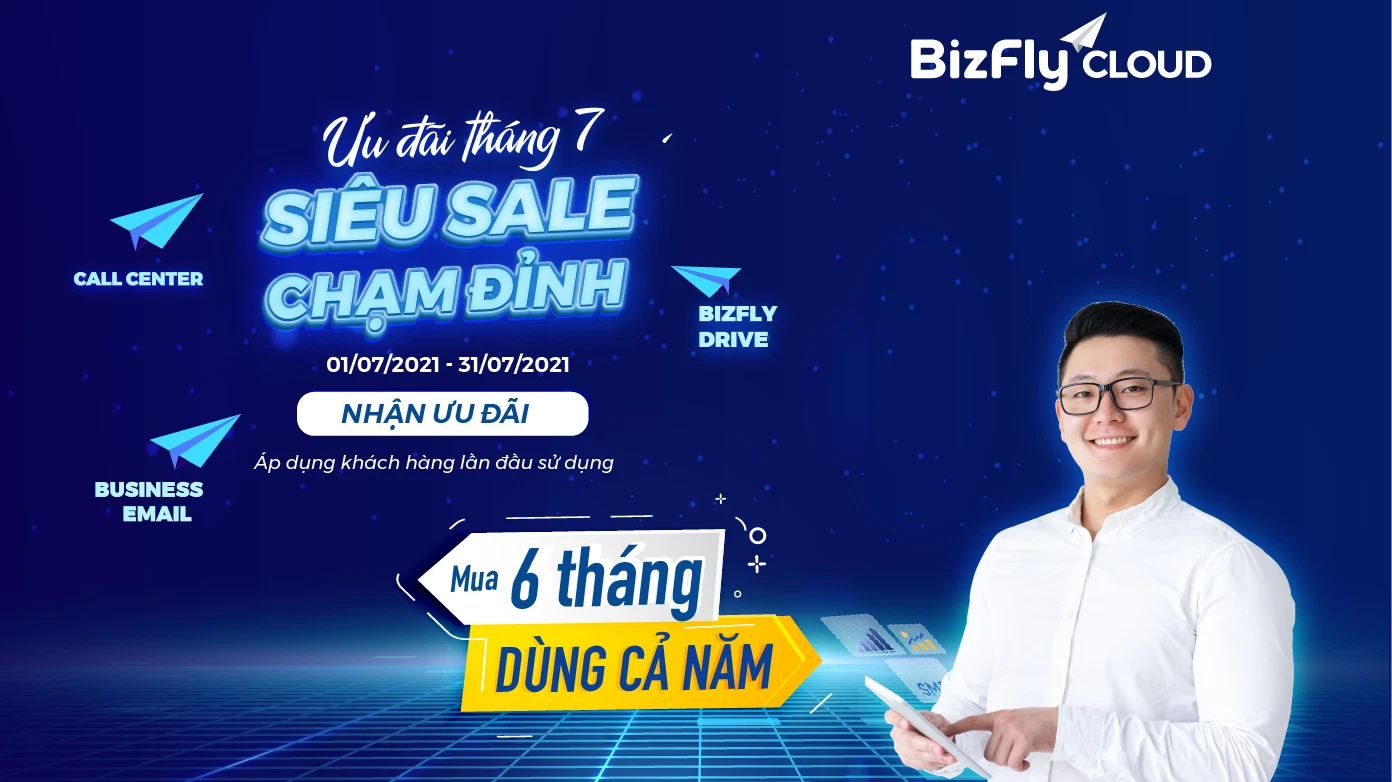 BizFly CLOUD
Ưu đãi tháng 7
SIÊU SALE
CHẠM ĐỈNH
CALL CENTER
BIZFLY
DRIVE
01/07/2021 - 31/07/2021
NHẬN ƯU ĐÃI
Áp dụng khách hàng lần đầu sử dụng
BUSINESS
EMAIL
Mua 6 tháng
DÙNG CẢ NĂM